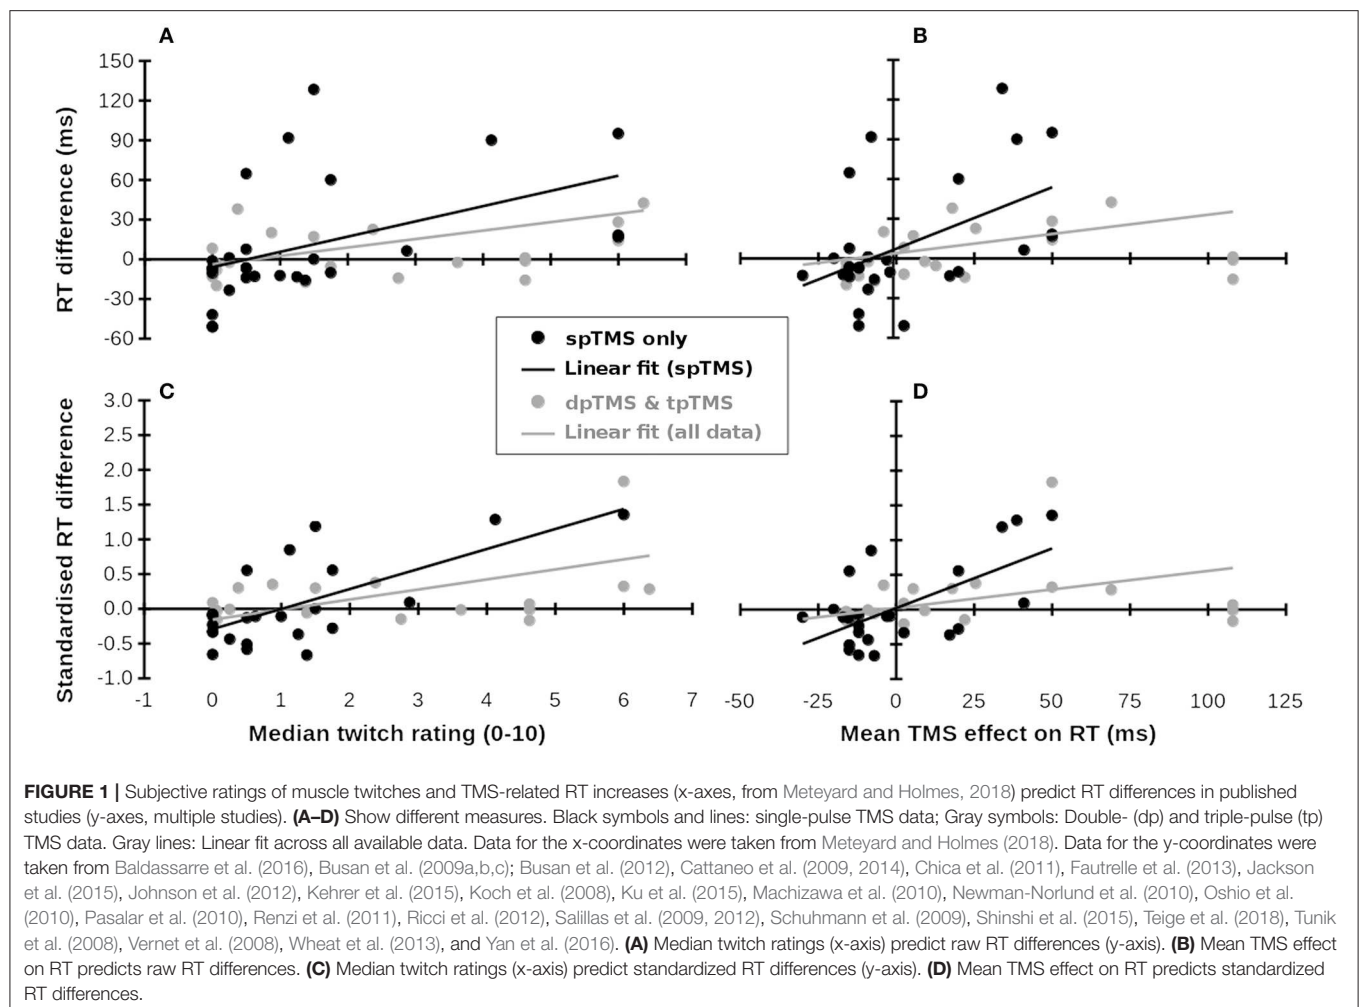 A
B
150
120
90
60
30
0
-30
-60
RT difference (ms)
spTMS only
Linear fit (spTMS)
dpTMS & tpTMS
Linear fit (all data)
C
D
3.0
2.5
2.0
1.5
1.0
0.5
0.0
-0.5
-1.0
Standardised RT difference
-1 0 1 2 3 4 5 6 7
-50 -25 0 25 50 75 100 125
Median twitch rating (0-10)
Mean TMS effect on RT (ms)
FIGURE 1 | Subjective ratings of muscle twitches and TMS-related RT increases (x-axes, from Meteyard and Holmes, 2018) predict RT differences in published
studies (y-axes, multiple studies). (A–D) Show different measures. Black symbols and lines: single-pulse TMS data; Gray symbols: Double- (dp) and triple-pulse (tp)
TMS data. Gray lines: Linear fit across all available data. Data for the x-coordinates were taken from Meteyard and Holmes (2018). Data for the y-coordinates were
taken from Baldassarre et al. (2016), Busan et al. (2009a,b,c); Busan et al. (2012), Cattaneo et al. (2009, 2014), Chica et al. (2011), Fautrelle et al. (2013), Jackson
et al. (2015), Johnson et al. (2012), Kehrer et al. (2015), Koch et al. (2008), Ku et al. (2015), Machizawa et al. (2010), Newman-Norlund et al. (2010), Oshio et al.
(2010), Pasalar et al. (2010), Renzi et al. (2011), Ricci et al. (2012), Salillas et al. (2009, 2012), Schuhmann et al. (2009), Shinshi et al. (2015), Teige et al. (2018), Tunik
et al. (2008), Vernet et al. (2008), Wheat et al. (2013), and Yan et al. (2016). (A) Median twitch ratings (x-axis) predict raw RT differences (y-axis). (B) Mean TMS effect
on RT predicts raw RT differences. (C) Median twitch ratings (x-axis) predict standardized RT differences (y-axis). (D) Mean TMS effect on RT predicts standardized
RT differences.